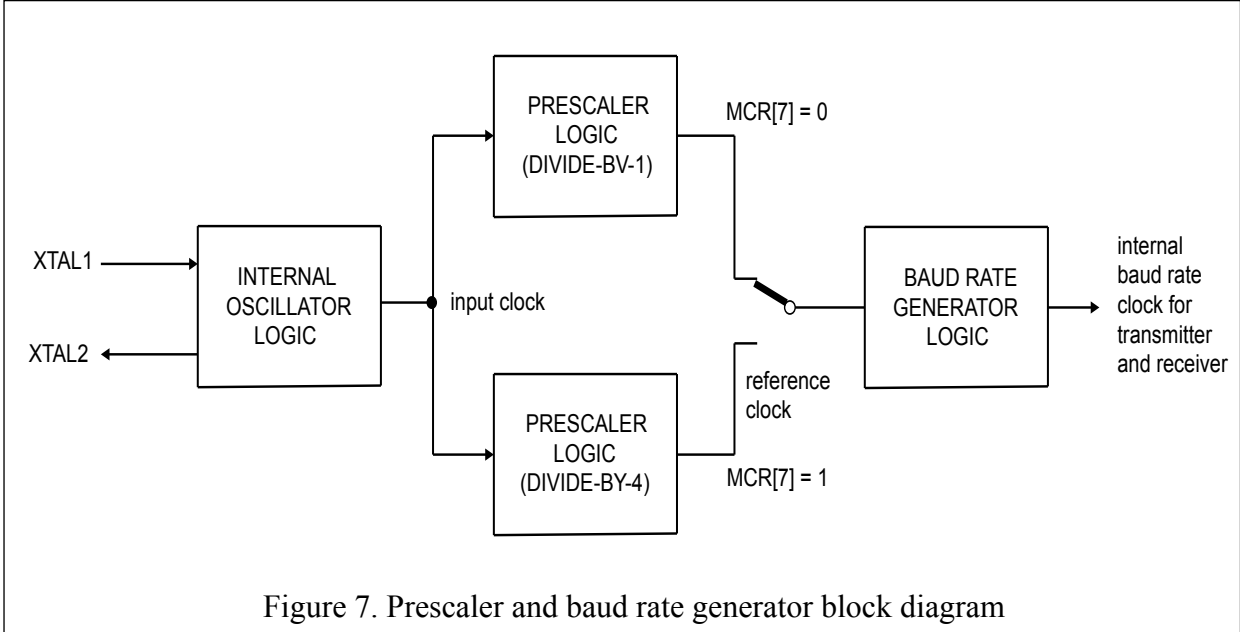 PRESCALER
LOGIC
(DIVIDE-BV-1)
MCR[7] = 0
XTAL1
XTAL2
INTERNAL
OSCILLATOR
LOGIC
input clock
BAUD RATE
GENERATOR
LOGIC
internal
baud rate
clock for
transmitter
and receiver
reference
clock
PRESCALER
LOGIC
(DIVIDE-BY-4)
MCR[7] = 1
Figure 7. Prescaler and baud rate generator block diagram